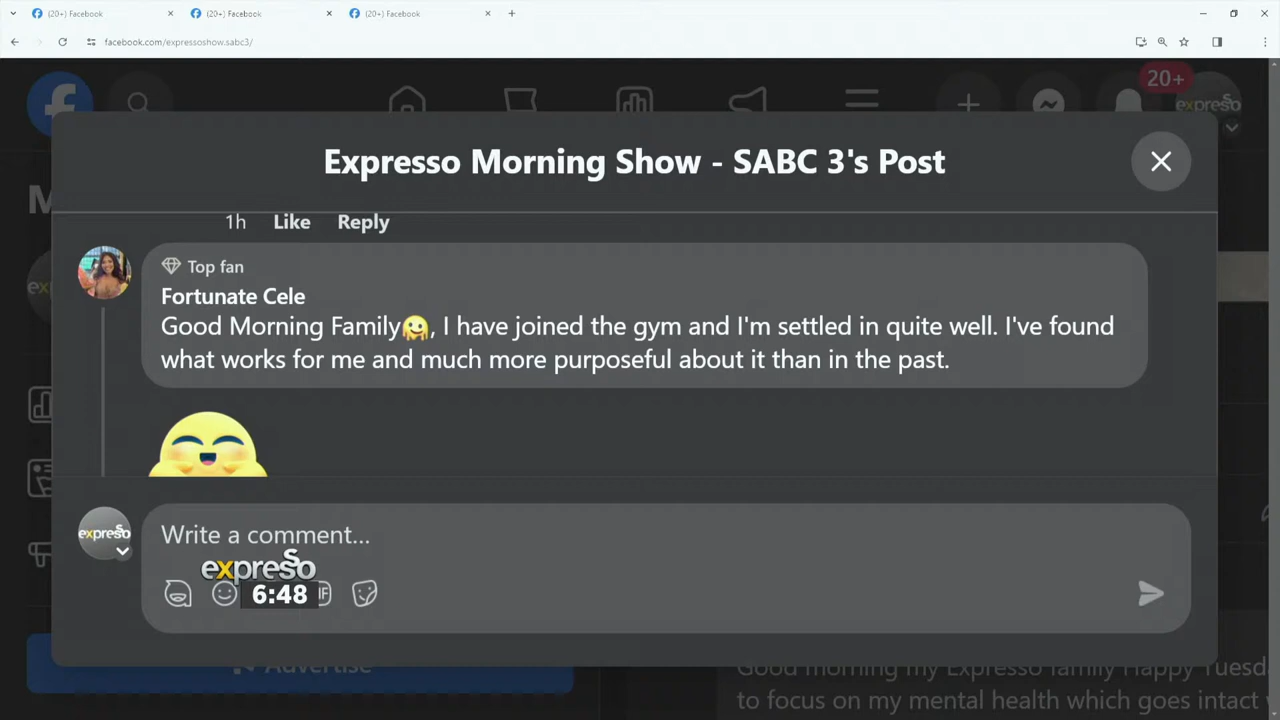 (20+) Facebook
(20+) Facebook
(20+) Facebook
facebook.com/expressoshow.sabc3/
20+
expresso
Expresso Morning Show - SABC 3's Post
1h Like Reply
Top fan
Fortunate Cele
Good Morning Family, I have joined the gym and I'm settled in quite well. I've found
what works for me and much more purposeful about it than in the past.
expresso
Write a comment...
expresso
6:48
Advertise
Good morning my Expresso family Happy Tuesd
to focus on my mental health which goes intact